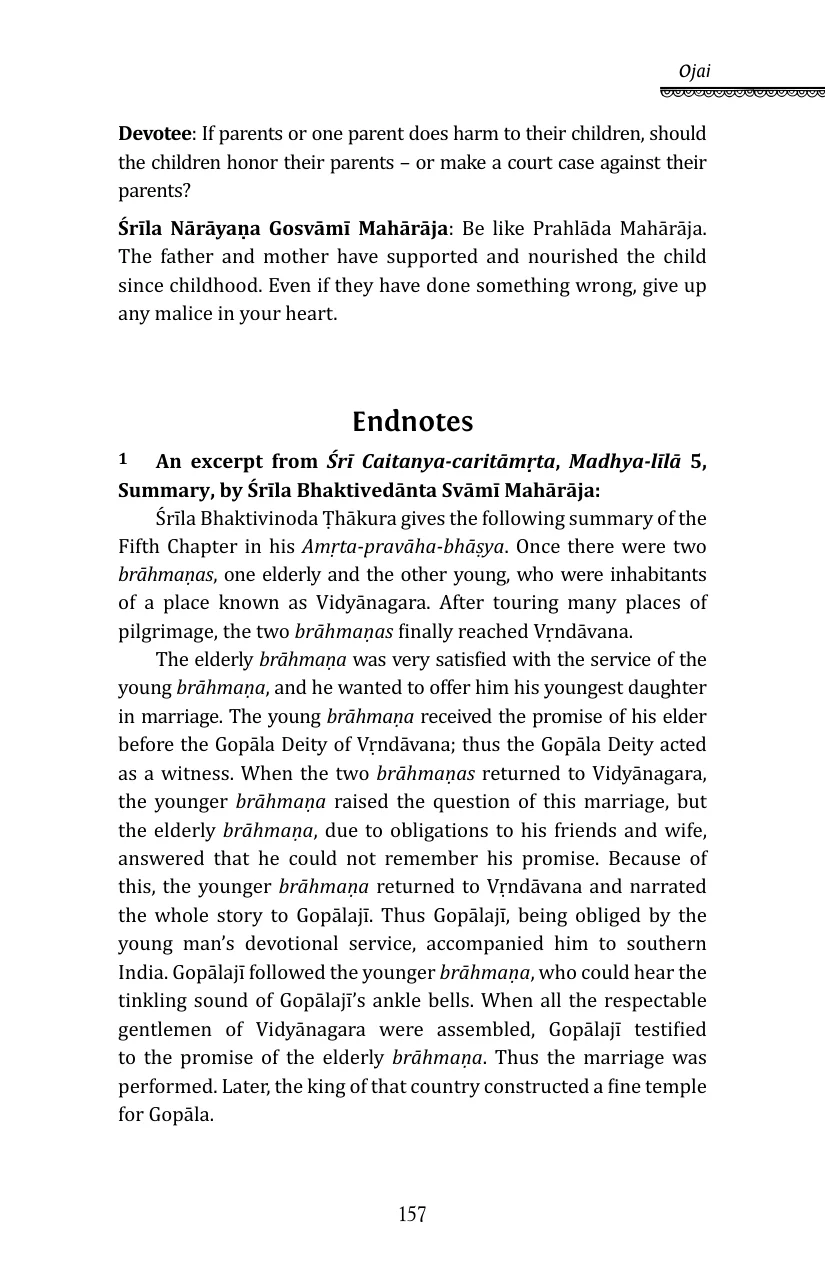 Ojai
Devotee: If parents or one parent does harm to their children, should
the children honor their parents – or make a court case against their
parents?
Śrīla Nārāyaṇa Gosvāmī Mahārāja: Be like Prahlāda Mahārāja.
The father and mother have supported and nourished the child
since childhood. Even if they have done something wrong, give up
any malice in your heart.
Endnotes
1 An excerpt from Śrī Caitanya-caritāmṛta, Madhya-līlā 5,
Summary, by Śrīla Bhaktivedānta Svāmī Mahārāja:
Śrīla Bhaktivinoda Ṭhākura gives the following summary of the
Fifth Chapter in his Amṛta-pravāha-bhāṣya. Once there were two
brāhmaṇas, one elderly and the other young, who were inhabitants
of a place known as Vidyānagara. After touring many places of
pilgrimage, the two brāhmaṇas finally reached Vṛndāvana.
The elderly brāhmaṇa was very satisfied with the service of the
young brāhmaṇa, and he wanted to offer him his youngest daughter
in marriage. The young brāhmaṇa received the promise of his elder
before the Gopāla Deity of Vṛndāvana; thus the Gopāla Deity acted
as a witness. When the two brāhmaṇas returned to Vidyānagara,
the younger brāhmaṇa raised the question of this marriage, but
the elderly brāhmaṇa, due to obligations to his friends and wife,
answered that he could not remember his promise. Because of
this, the younger brāhmaṇa returned to Vṛndāvana and narrated
the whole story to Gopālajī. Thus Gopālajī, being obliged by the
young man’s devotional service, accompanied him to southern
India. Gopālajī followed the younger brāhmaṇa, who could hear the
tinkling sound of Gopālajī’s ankle bells. When all the respectable
gentlemen of Vidyānagara were assembled, Gopālajī testified
to the promise of the elderly brāhmaṇa. Thus the marriage was
performed. Later, the king of that country constructed a fine temple
for Gopāla.
157